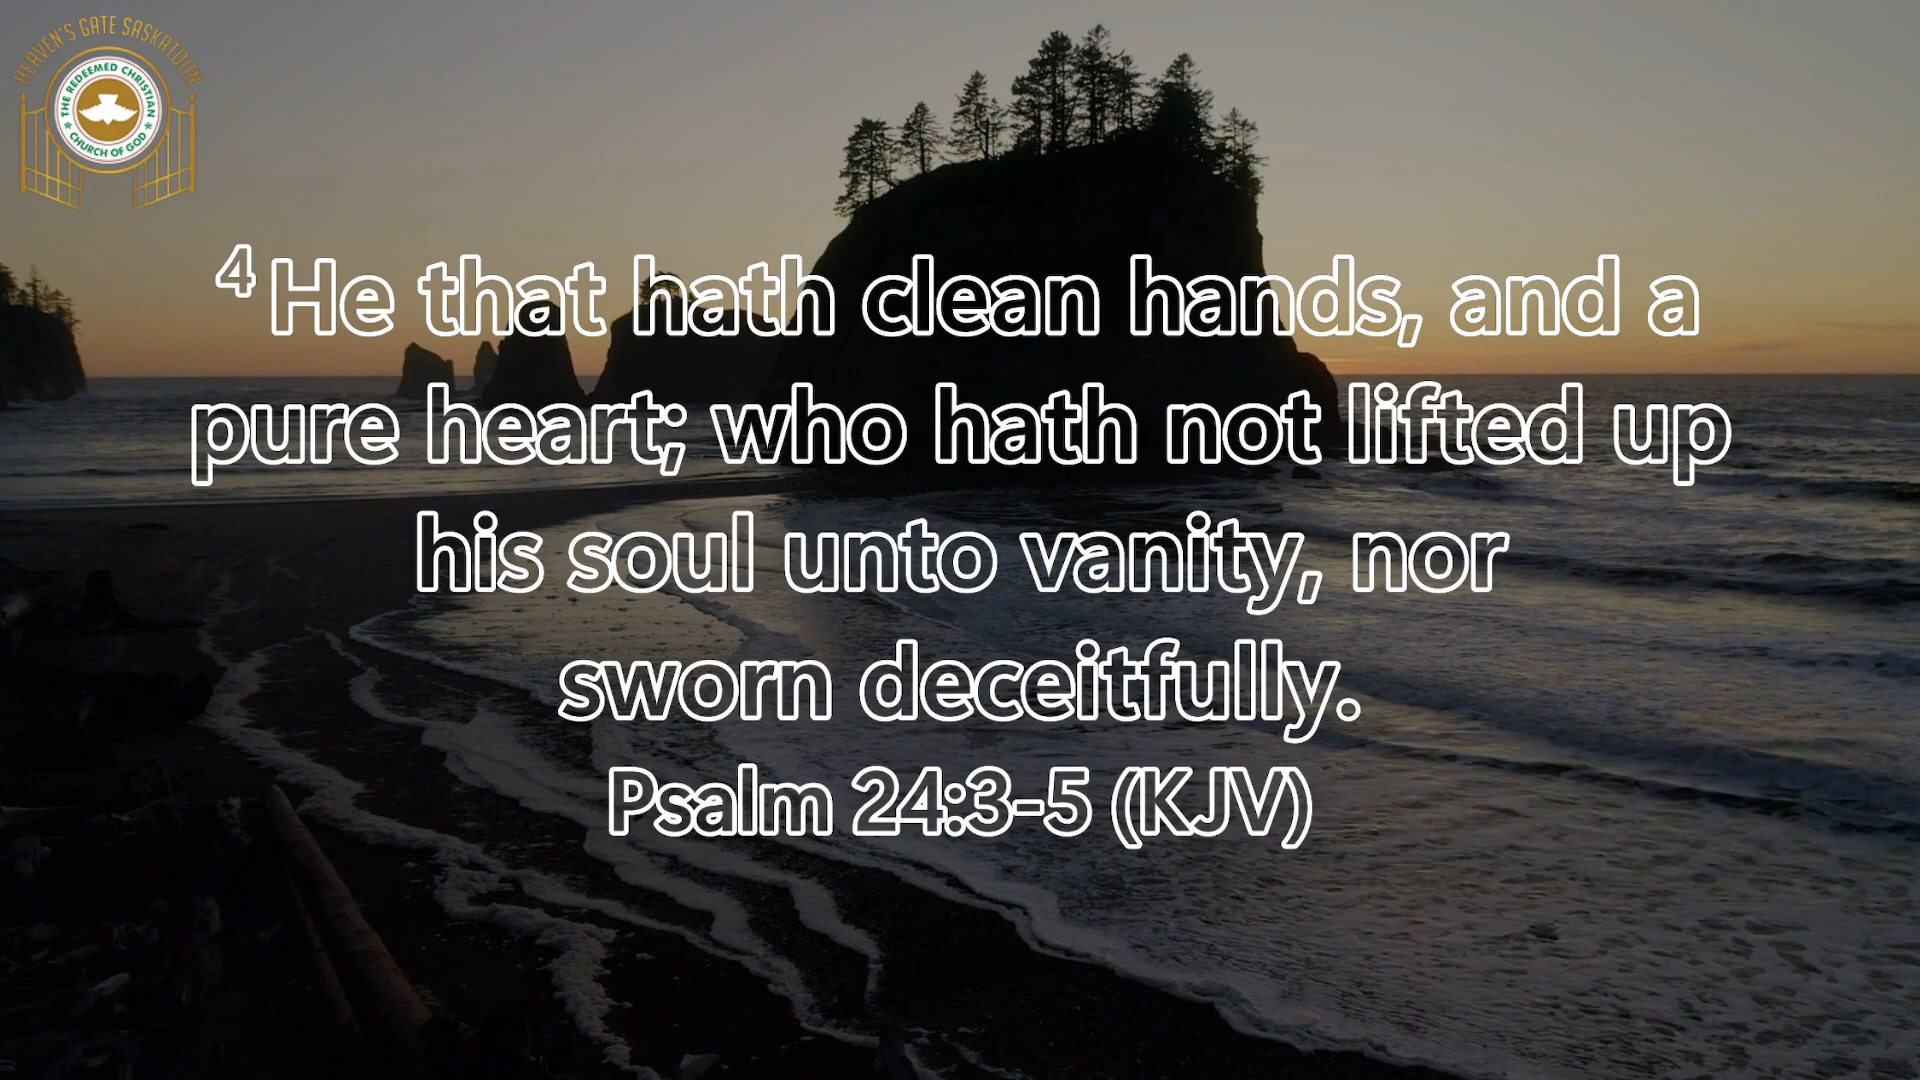 HEAVEN'S GATE SASKATOON
THE REDEEMED CHRISTIAN
CHURCH OF GOD
4 He that hath clean hands, and a
pure heart; who hath not lifted up
his soul unto vanity, nor
sworn deceitfully.
Psalm 24:3-5 (KJV)